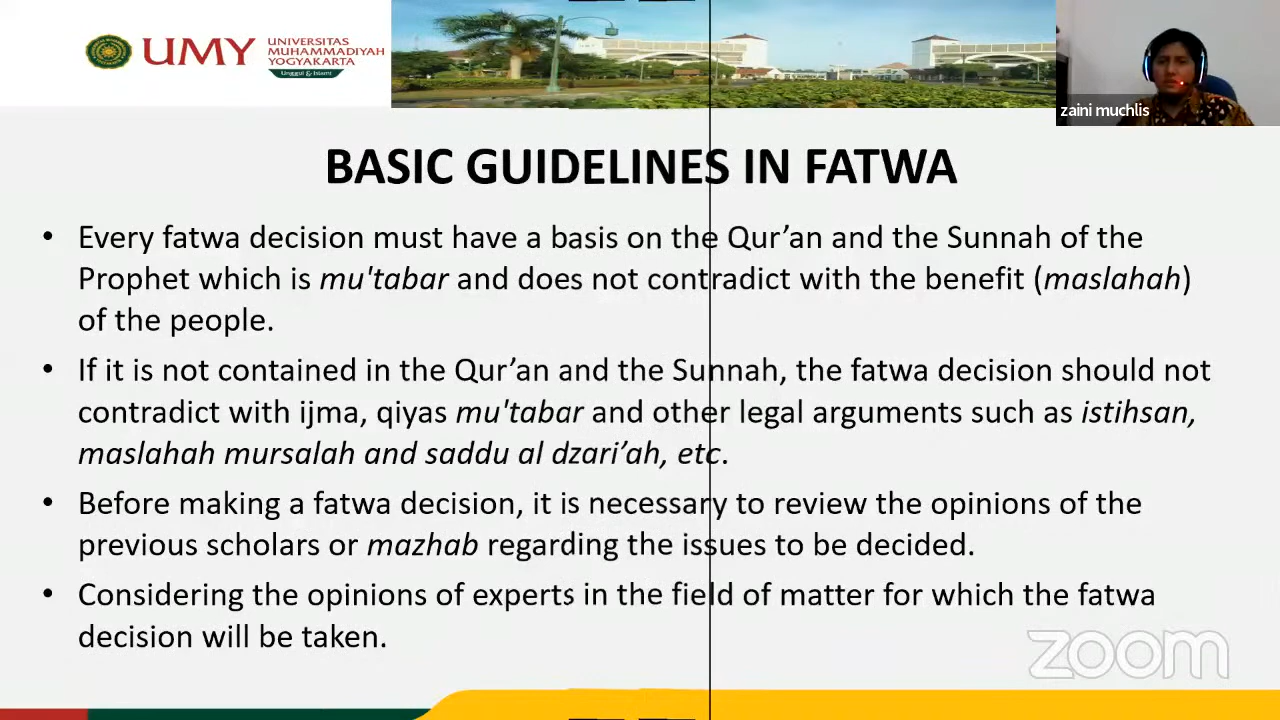 UMY
UNIVERSITAS
MUHAMMADIYAH
YOGYAKARTA
Unggul & Islami
zaini muchlis
BASIC GUIDELINES IN FATWA
• Every fatwa decision must have a basis on the Qur’an and the Sunnah of the
Prophet which is mu'tabar and does not contradict with the benefit (maslahah)
of the people.
• If it is not contained in the Qur’an and the Sunnah, the fatwa decision should not
contradict with ijma, qiyas mu'tabar and other legal arguments such as istihsan,
maslahah mursalah and saddu al dzari’ah, etc.
• Before making a fatwa decision, it is necessary to review the opinions of the
previous scholars or mazhab regarding the issues to be decided.
• Considering the opinions of experts in the field of matter for which the fatwa
decision will be taken.
zoom